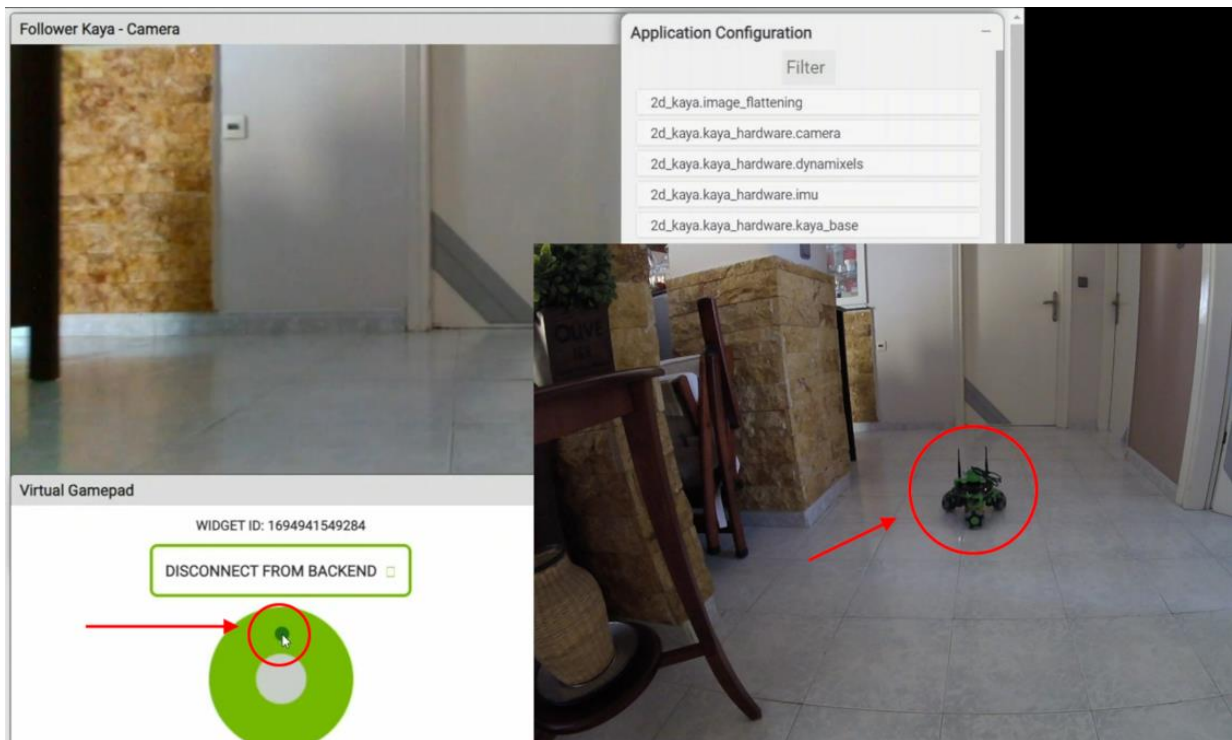 Follower Kaya - Camera
Application Configuration
Filter
2d_kaya.image_flattening
2d_kaya.kaya_hardware.camera
2d_kaya.kaya_hardware.dynamixels
2d_kaya.kaya_hardware.imu
2d_kaya.kaya_hardware.kaya_base
OLIVE
Virtual Gamepad
WIDGET ID: 1694941549284
DISCONNECT FROM BACKEND